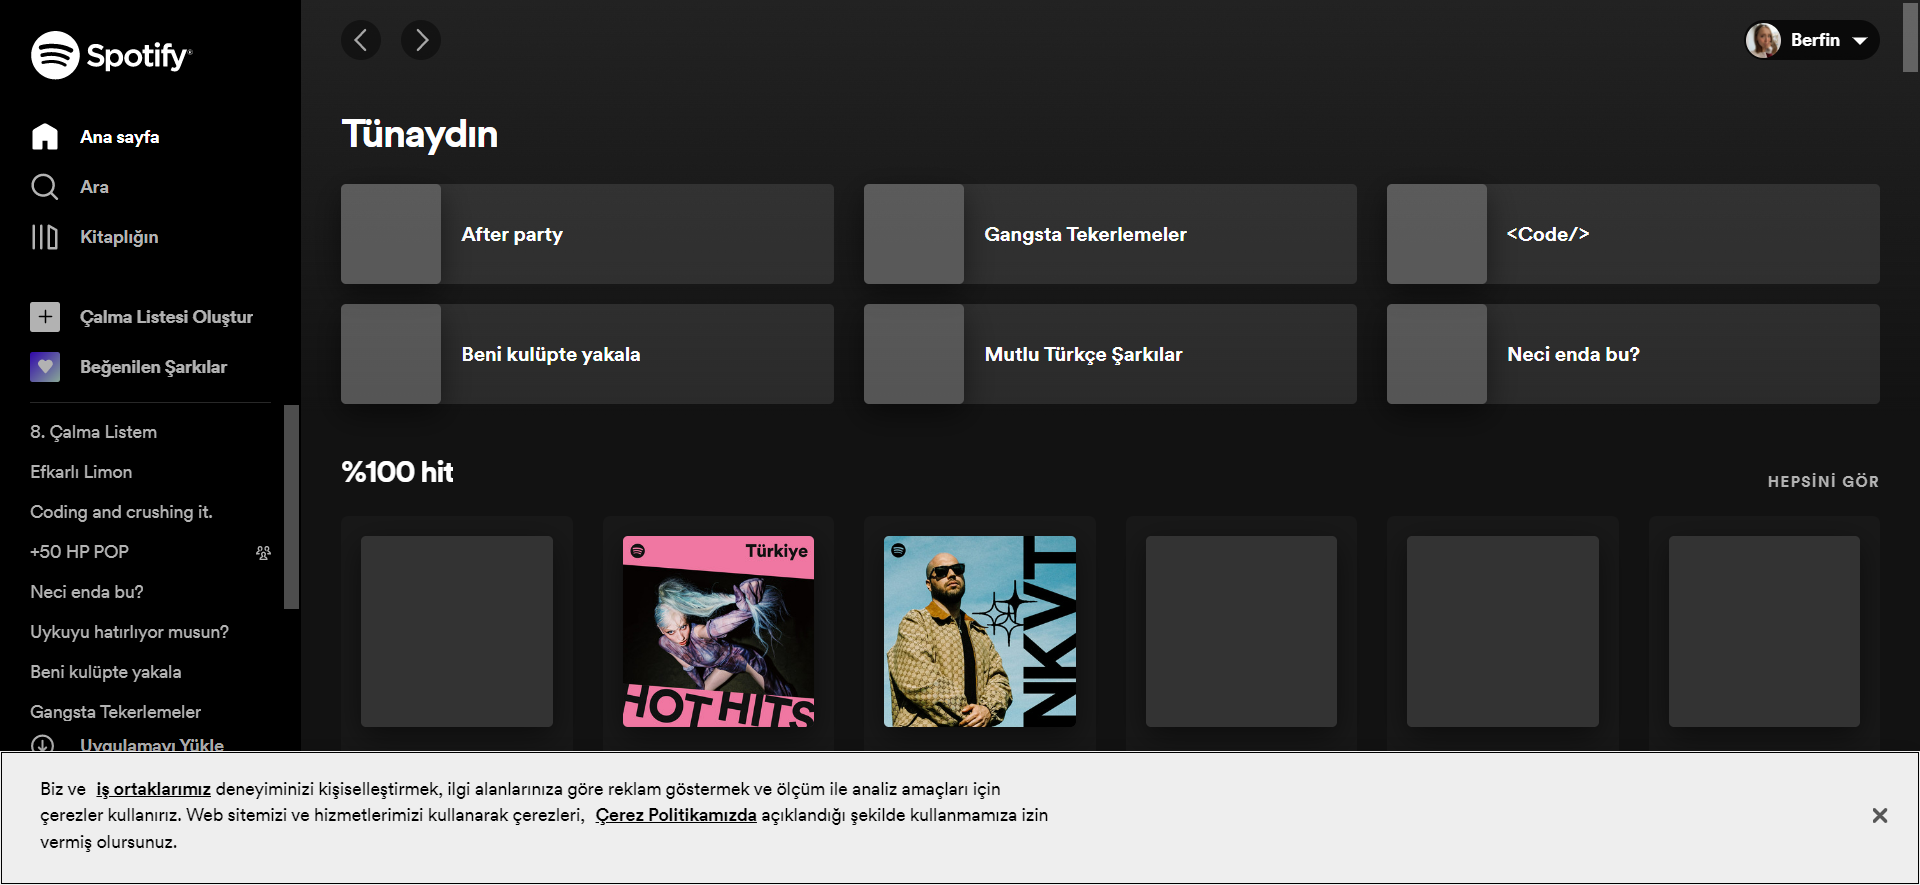 Spotify
Ana sayfa
Ara
Kitaplığın
Çalma Listesi Oluştur
Beğenilen Şarkılar
8. Çalma Listem
Efkarlı Limon
Coding and crushing it.
+50 HP POP
Neci enda bu?
Uykuyu hatırlıyor musun?
Beni kulüpte yakala
Gangsta Tekerlemeler
Uygulamayı Yükle
Berfin
Tünaydın
After party
Gangsta Tekerlemeler
<Code/>
Beni kulüpte yakala
Mutlu Türkçe Şarkılar
Neci enda bu?
%100 hit
HEPSİNİ GÖR
Türkiye
HOT HITS
NKVT
Biz ve iş ortaklarımız deneyiminizi kişiselleştirmek, ilgi alanlarınıza göre reklam göstermek ve ölçüm ile analiz amaçları için
çerezler kullanırız. Web sitemizi ve hizmetlerimizi kullanarak çerezleri, Çerez Politikamızda açıklandığı şekilde kullanmamıza izin
vermiş olursunuz.